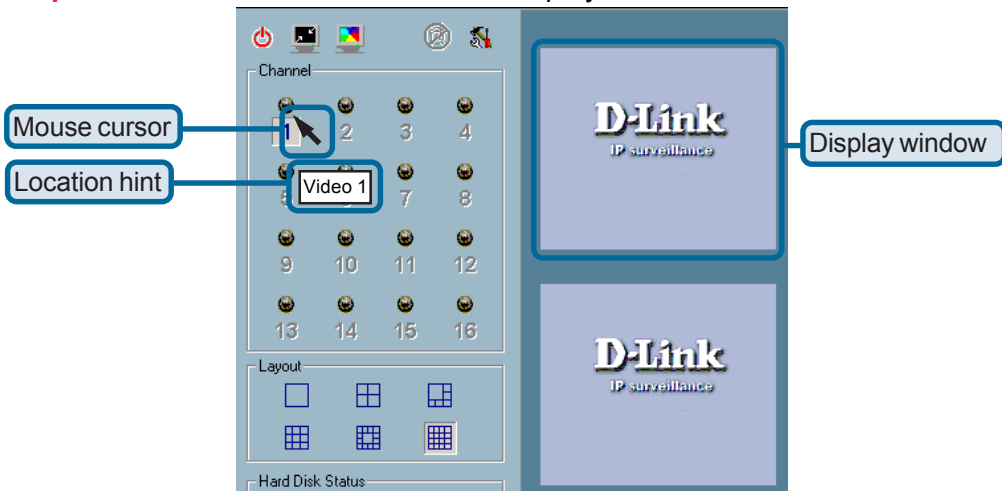 Channel
1 2 3 4
Mouse cursor
Location hint
Video 1
7 8
9 10 11 12
13 14 15 16
Layout
Hard Disk Status
D-Link
IP surveillance
Display window
D-Link
IP surveillance